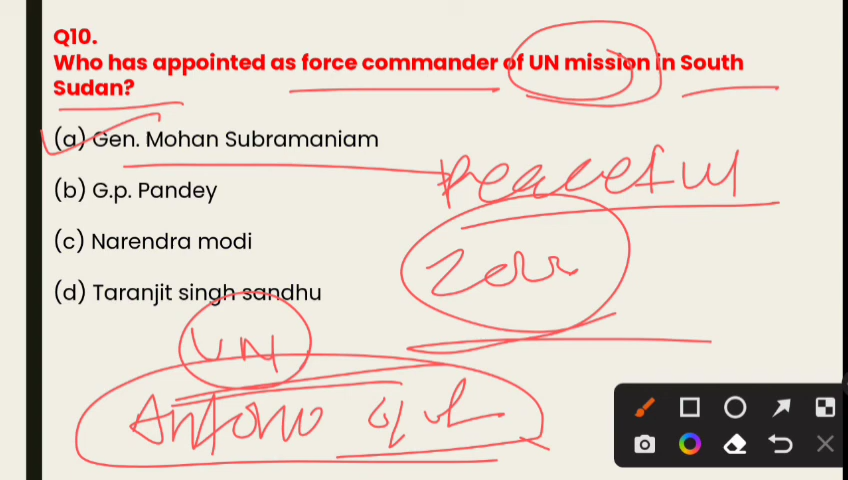 Q10.
Who has appointed as force commander of UN mission in South
Sudan?
(a) Gen. Mohan Subramaniam
Peaceful
(b) G.p. Pandey
(c) Narendra modi
(d) Taranjit singh sandhu
UN
Antonio